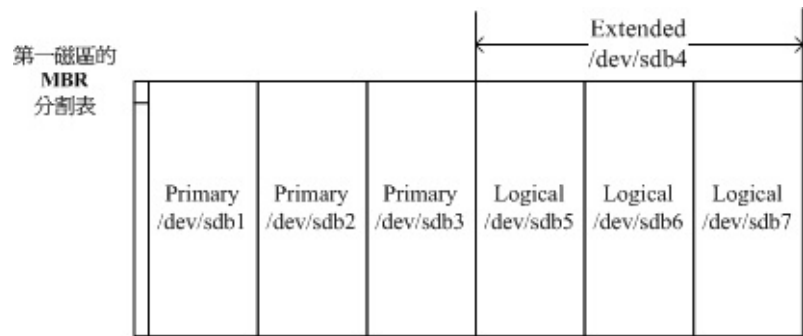 Extended
/dev/sdb4
第一磁區的
MBR
分割表
Primary
/dev/sdb1
Primary
/dev/sdb2
Primary
/dev/sdb3
Logical
/dev/sdb5
Logical
/dev/sdb6
Logical
/dev/sdb7